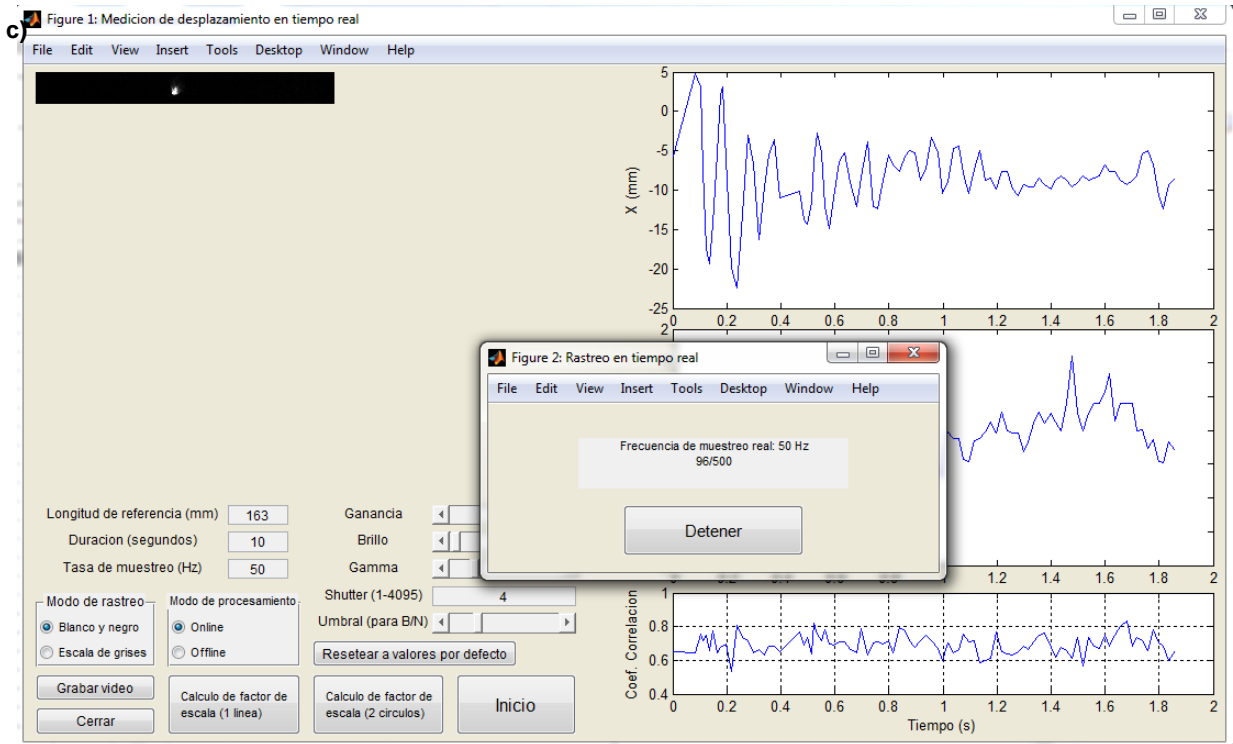 c)
Figure 1: Medicion de desplazamiento en tiempo real
File Edit View Insert Tools Desktop Window Help
5
0
-5
-10
-15
-20
-25
X (mm)
0 0.2 0.4 0.6 0.8 1 1.2 1.4 1.6 1.8 2
2
Figure 2: Rastreo en tiempo real
File Edit View Insert Tools Desktop Window Help
Frecuencia de muestreo real: 50 Hz
96/500
Detener
1.2 1.4 1.6 1.8 2
Longitud de referencia (mm) 163
Duracion (segundos) 10
Tasa de muestreo (Hz) 50
Ganancia
Brillo
Gamma
Shutter (1-4095) 4
Umbral (para B/N)
Resetear a valores por defecto
Modo de rastreo
Blanco y negro
Escala de grises
Modo de procesamiento
Online
Offline
Grabar video
Cerrar
Calculo de factor de
escala (1 linea)
Calculo de factor de
escala (2 circulos)
Inicio
1
0.8
0.6
0.4
Coef. Correlacion
0 0.2 0.4 0.6 0.8 1 1.2 1.4 1.6 1.8 2
Tiempo (s)